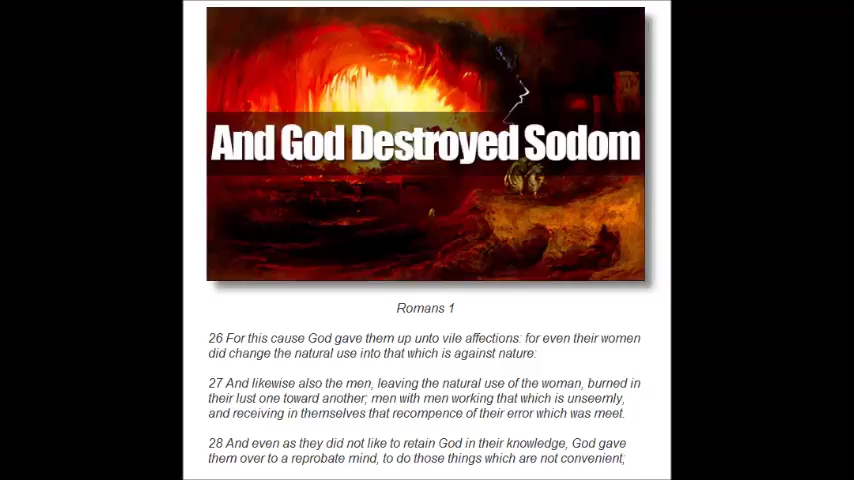 And God Destroyed Sodom
Romans 1
26 For this cause God gave them up unto vile affections: for even their women
did change the natural use into that which is against nature:
27 And likewise also the men, leaving the natural use of the woman, burned in
their lust one toward another; men with men working that which is unseemly,
and receiving in themselves that recompence of their error which was meet.
28 And even as they did not like to retain God in their knowledge, God gave
them over to a reprobate mind, to do those things which are not convenient;